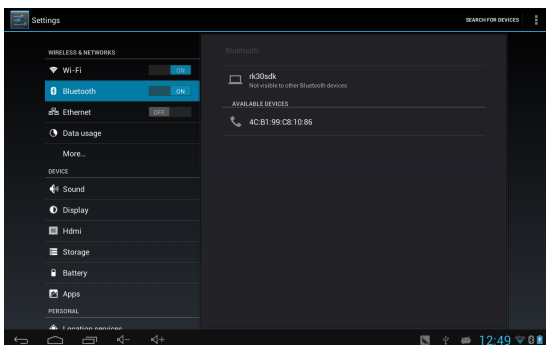 Settings
SEARCH FOR DEVICES
WIRELESS & NETWORKS
Wi-Fi
ON
Bluetooth
ON
Ethernet
OFF
Data usage
More...
DEVICE
Sound
Display
Hdmi
Storage
Battery
Apps
PERSONAL
Location services
Bluetooth
rk30sdk
Not visible to other Bluetooth devices
AVAILABLE DEVICES
4C:B1:99:C8:10:86
12:49